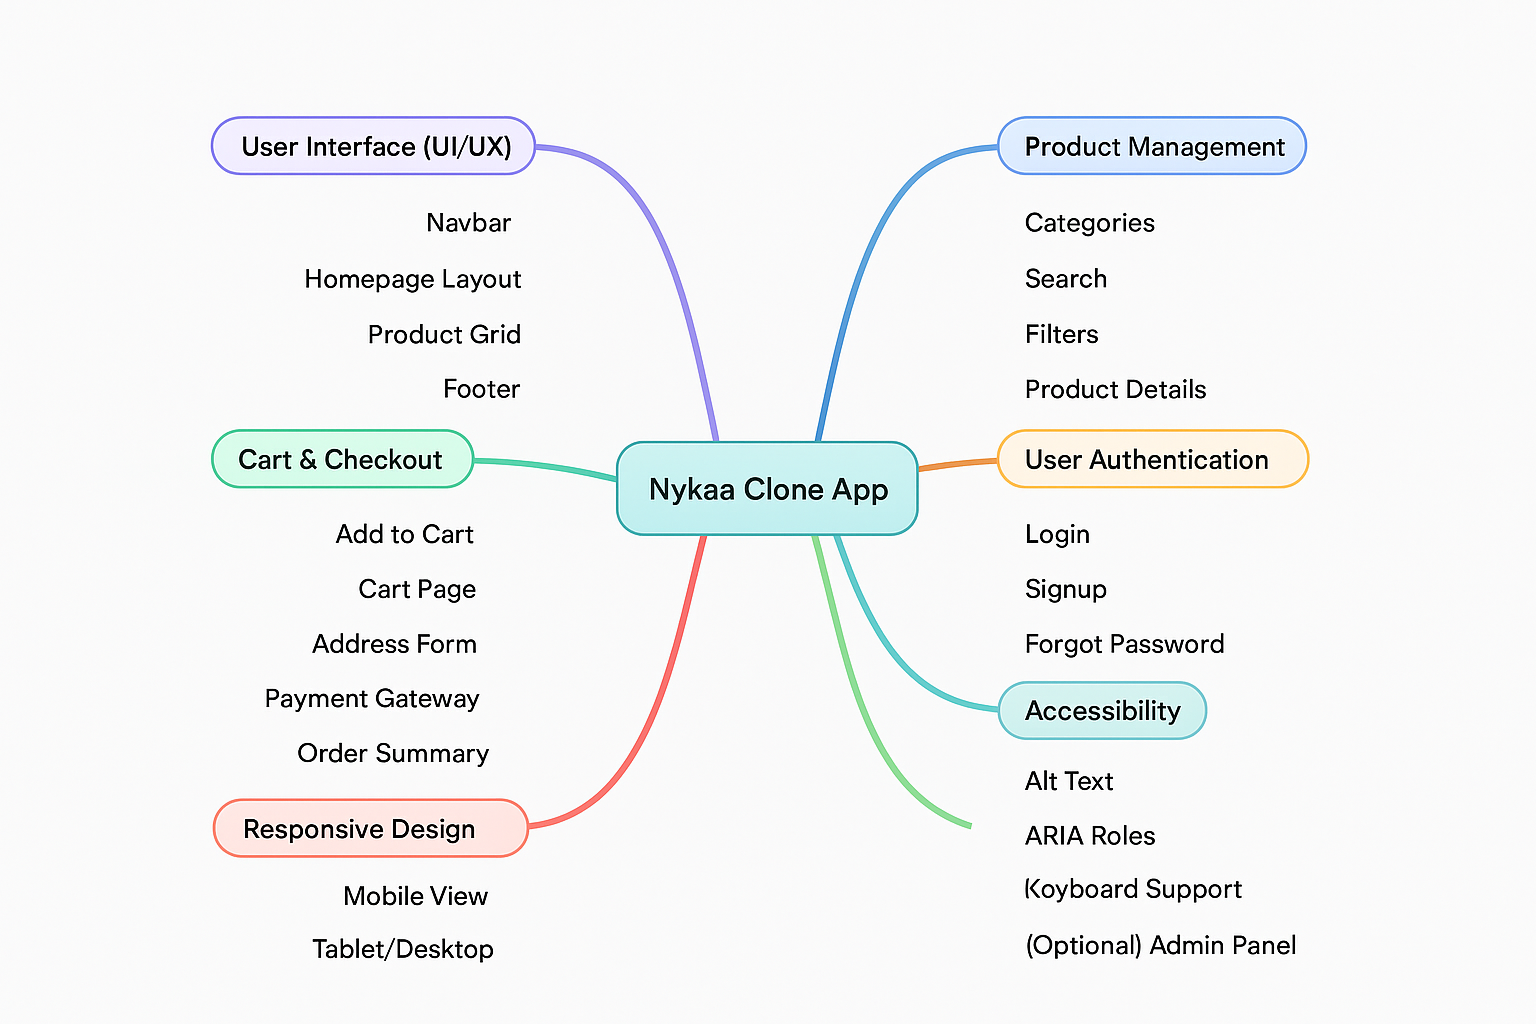 User Interface (UI/UX)
Navbar
Homepage Layout
Product Grid
Footer
Cart & Checkout
Add to Cart
Cart Page
Address Form
Payment Gateway
Order Summary
Responsive Design
Mobile View
Tablet/Desktop
Nykaa Clone App
Product Management
Categories
Search
Filters
Product Details
User Authentication
Login
Signup
Forgot Password
Accessibility
Alt Text
ARIA Roles
Koyboard Support
(Optional) Admin Panel